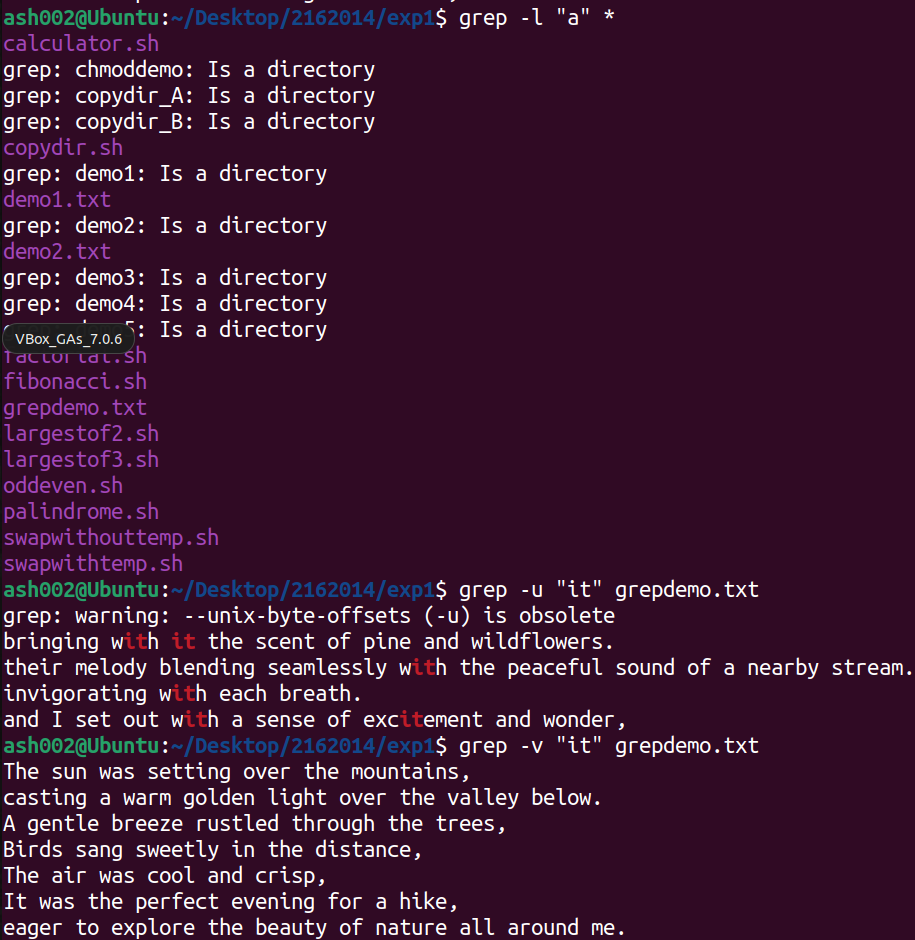 ash002@Ubuntu:~/Desktop/2162014/exp1$ grep -l "a" *
calculator.sh
grep: chmoddemo: Is a directory
grep: copydir_A: Is a directory
grep: copydir_B: Is a directory
copydir.sh
grep: demo1: Is a directory
demo1.txt
grep: demo2: Is a directory
demo2.txt
grep: demo3: Is a directory
grep: demo4: Is a directory
: Is a directory
VBox_GAs_7.0.6
factorial.sh
fibonacci.sh
grepdemo.txt
largestof2.sh
largestof3.sh
oddeven.sh
palindrome.sh
swapwithouttemp.sh
swapwithtemp.sh
ash002@Ubuntu:~/Desktop/2162014/exp1$ grep -u "it" grepdemo.txt
grep: warning: --unix-byte-offsets (-u) is obsolete
bringing with it the scent of pine and wildflowers.
their melody blending seamlessly with the peaceful sound of a nearby stream.
invigorating with each breath.
and I set out with a sense of excitement and wonder,
ash002@Ubuntu:~/Desktop/2162014/exp1$ grep -v "it" grepdemo.txt
The sun was setting over the mountains,
casting a warm golden light over the valley below.
A gentle breeze rustled through the trees,
Birds sang sweetly in the distance,
The air was cool and crisp,
It was the perfect evening for a hike,
eager to explore the beauty of nature all around me.